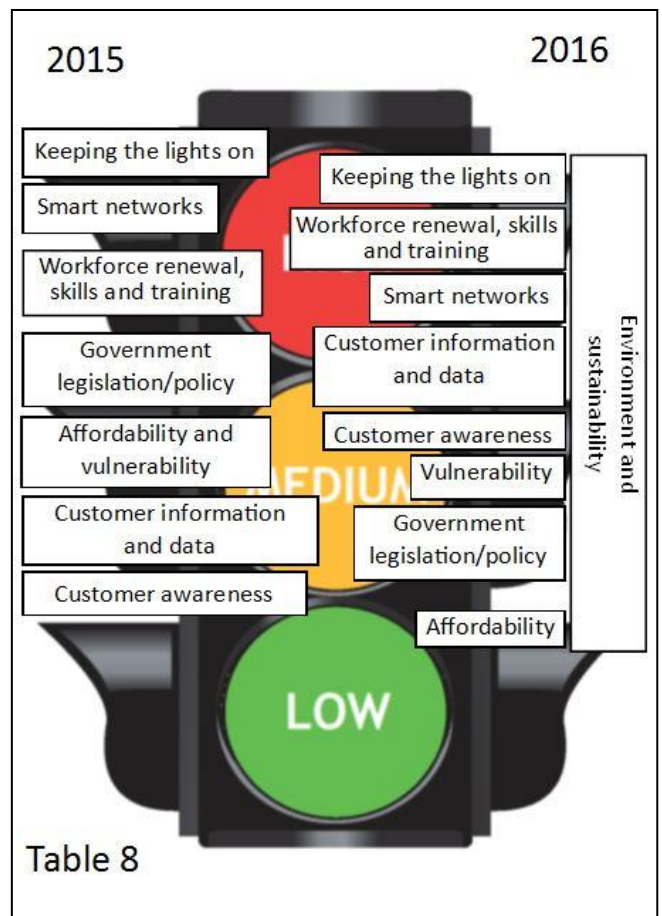 2015
2016
Keeping the lights on
Smart networks
Workforce renewal,
skills and training
Government
legislation/policy
Affordability and
vulnerability
Customer information
and data
Customer awareness
Keeping the lights on
Workforce renewal, skills
and training
Smart networks
Customer information
and data
Customer awareness
Vulnerability
Government
legislation/policy
Affordability
Environment and
sustainability
MEDIUM
LOW
Table 8